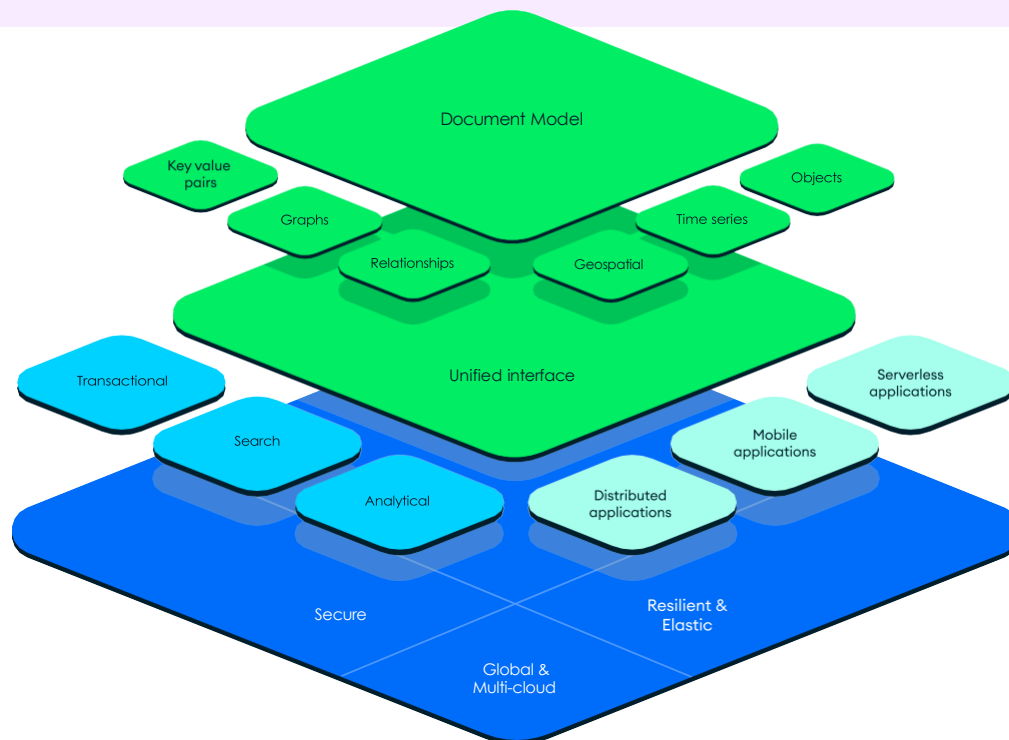 Document Model
Key value
pairs
Objects
Graphs
Time series
Relationships
Geospatial
Unified interface
Transactional
Serverless
applications
Search
Mobile
applications
Analytical
Distributed
applications
Secure
Resilient &
Elastic
Global &
Multi-cloud